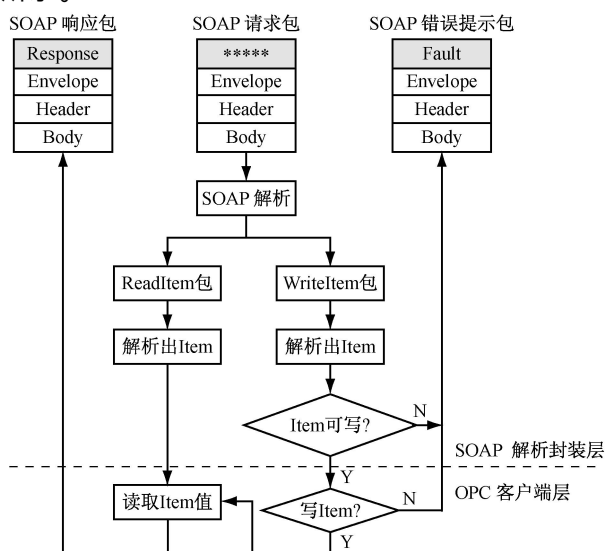 SOAP 响应包 SOAP 请求包 SOAP 错误提示包
Response ***** Fault
Envelope Envelope Envelope
Header Header Header
Body Body Body
SOAP 解析
ReadItem包 WriteItem包
解析出Item 解析出Item
Item可写? N
SOAP 解析封装层
Y
读取Item值 写Item? N OPC 客户端层
Y